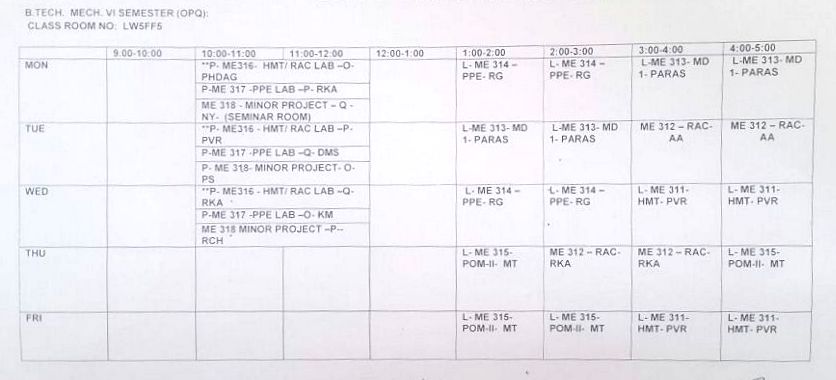 B.TECH. MECH. VI SEMESTER (OPQ):
CLASS ROOM NO: LW5FF5
9.00-10:00 10:00-11:00 11:00-12:00 12:00-1:00 1:00-2:00 2:00-3:00 3:00-4:00 4:00-5:00
MON **P- ME316- HMT/ RAC LAB –O- L- ME 314 – L- ME 314 – L-ME 313- MD L-ME 313- MD
PHDAG PPE- RG PPE- RG 1- PARAS 1- PARAS
P-ME 317 -PPE LAB –P- RKA
ME 318 - MINOR PROJECT – Q -
NY- (SEMINAR ROOM)
TUE **P- ME316 - HMT/ RAC LAB –P- L-ME 313- MD L-ME 313- MD ME 312 – RAC- ME 312 – RAC-
PVR 1- PARAS 1- PARAS AA AA
P-ME 317 -PPE LAB –Q- DMS
P- ME 318- MINOR PROJECT- O-
PS
WED **P- ME316 - HMT/ RAC LAB –Q- L- ME 314 – L- ME 314 – L- ME 311- L- ME 311-
RKA PPE- RG PPE- RG HMT- PVR HMT- PVR
P-ME 317 -PPE LAB –O- KM
ME 318 MINOR PROJECT –P--
RCH
THU L- ME 315- ME 312 – RAC- ME 312 – RAC- L- ME 315-
POM-II- MT RKA RKA POM-II- MT
FRI L- ME 315- L- ME 315- L- ME 311- L- ME 311-
POM-II- MT POM-II- MT HMT- PVR HMT- PVR